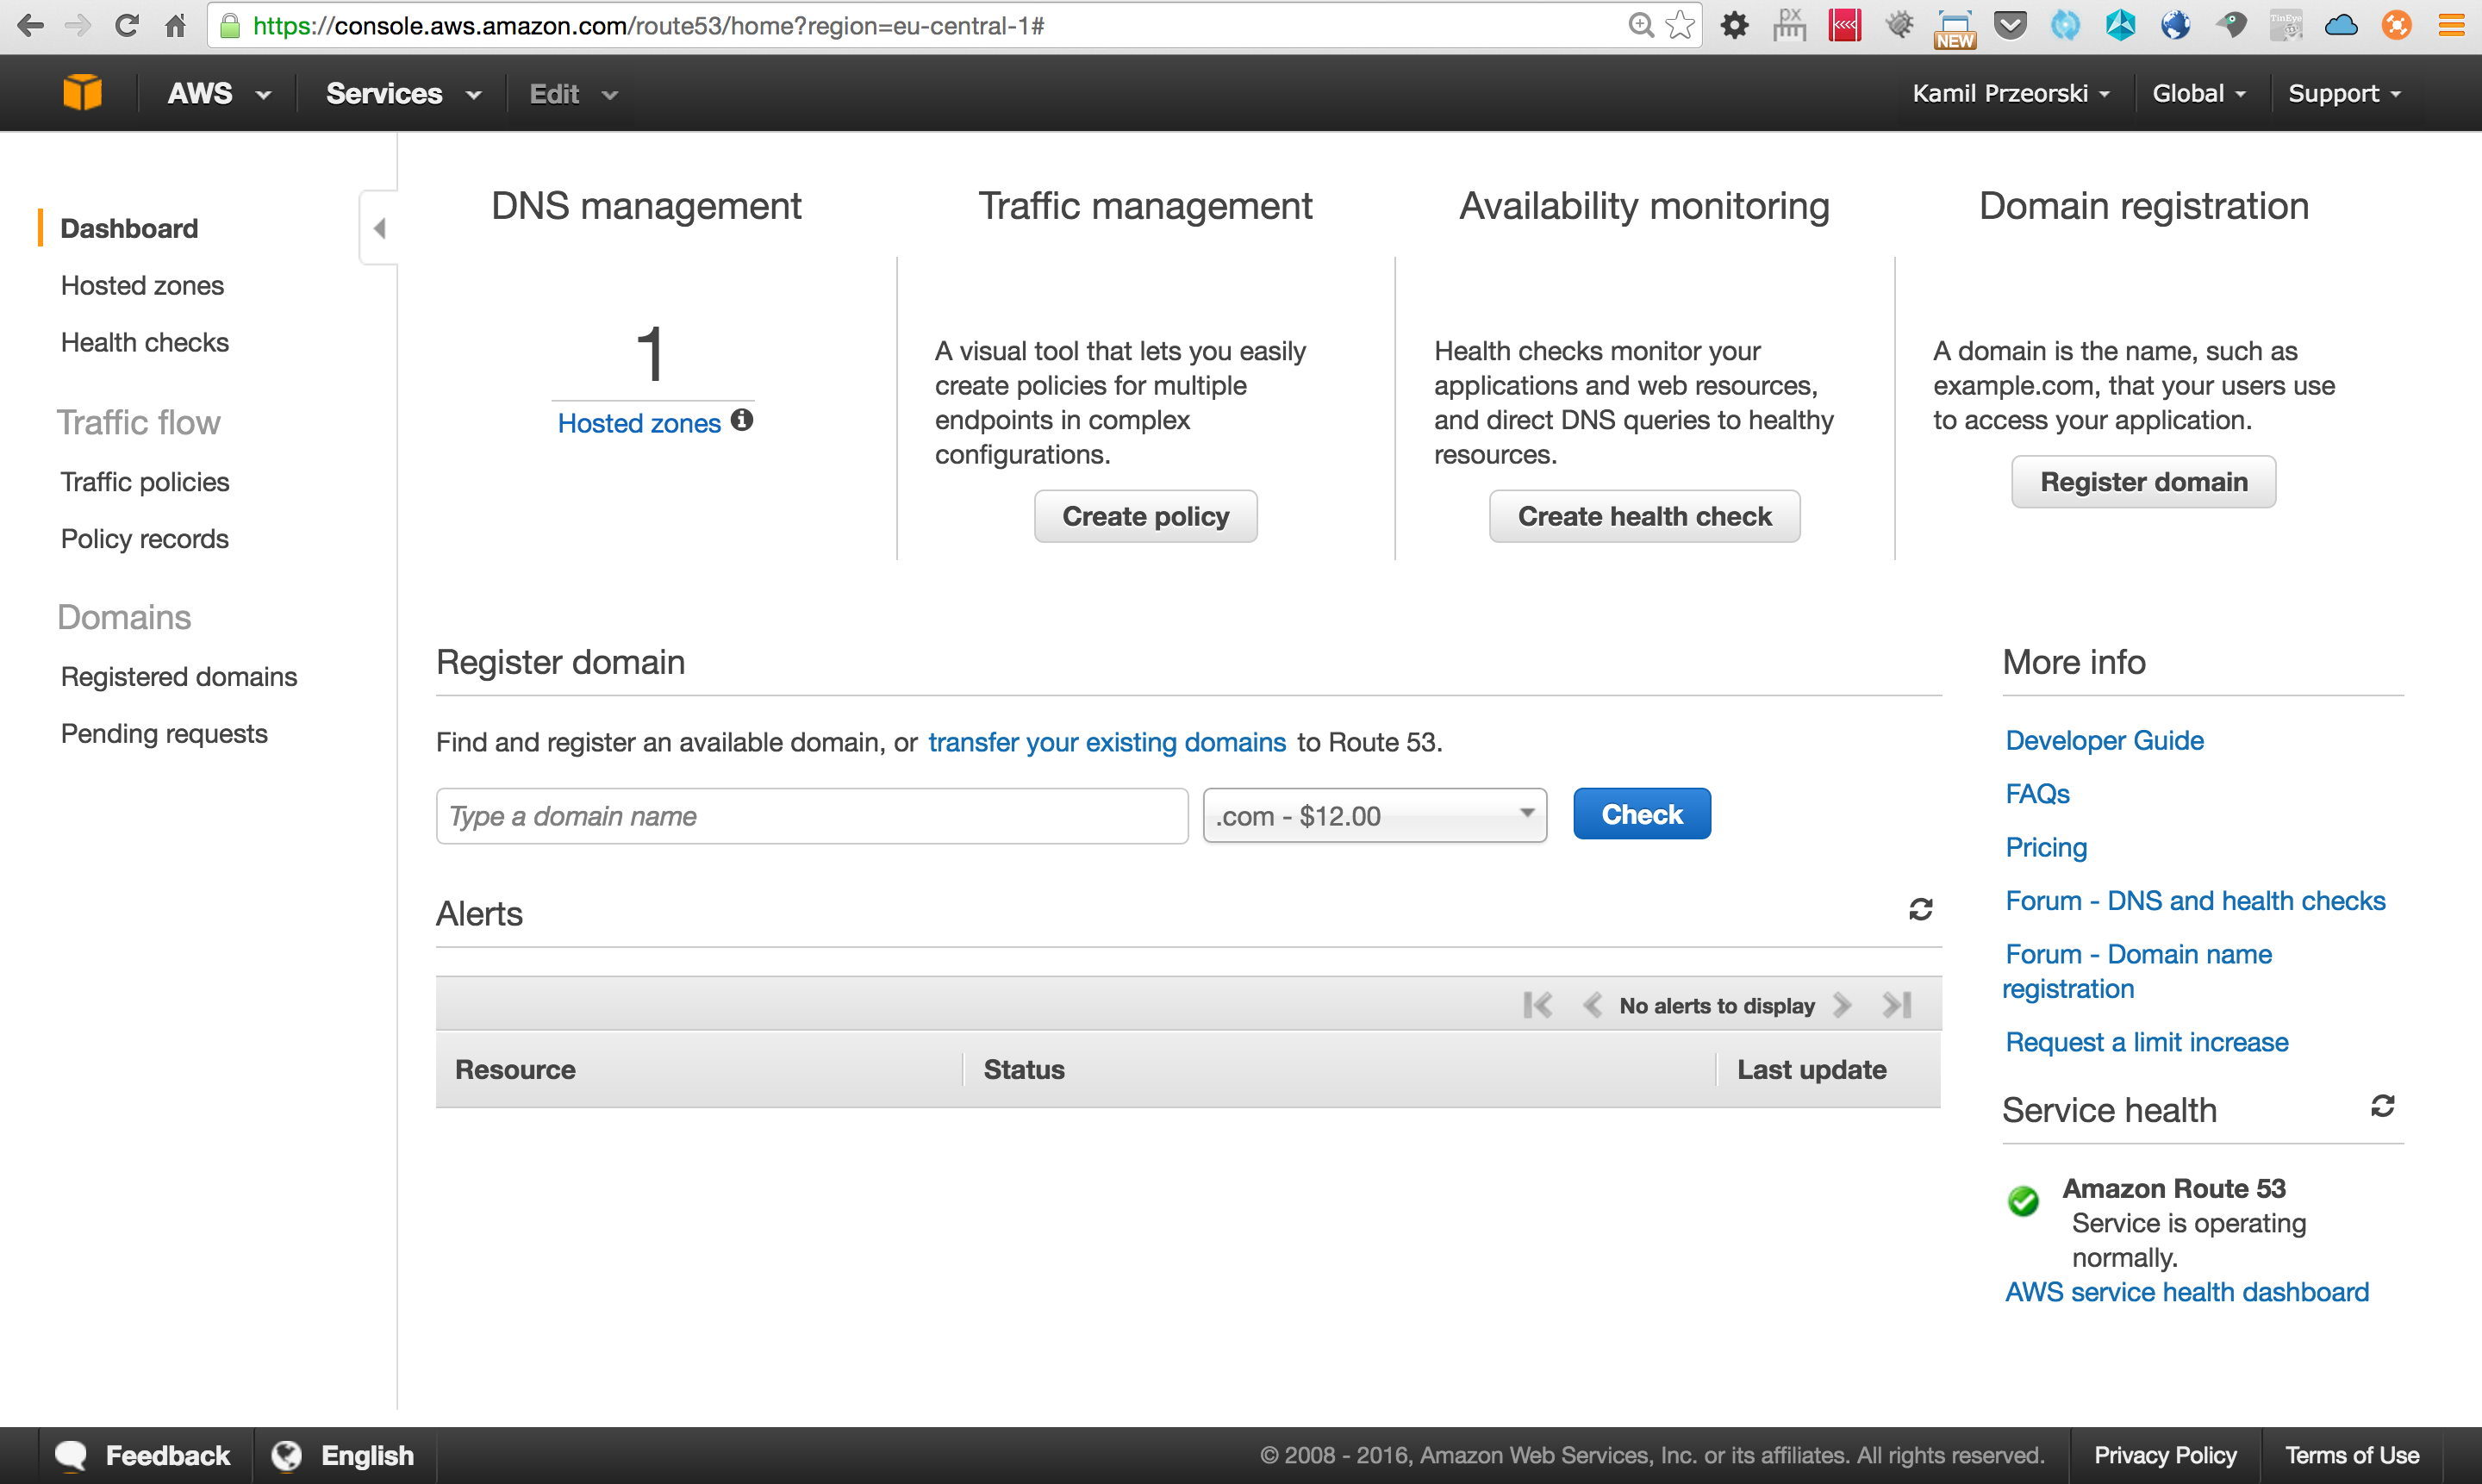 https://console.aws.amazon.com/route53/home?region=eu-central-1#
px
NEW
TinEye
AWS
Services
Edit
Kamil Przeorski
Global
Support
Dashboard
Hosted zones
Health checks
Traffic flow
Traffic policies
Policy records
Domains
Registered domains
Pending requests
DNS management
1
Hosted zones
Traffic management
A visual tool that lets you easily
create policies for multiple
endpoints in complex
configurations.
Create policy
Availability monitoring
Health checks monitor your
applications and web resources,
and direct DNS queries to healthy
resources.
Create health check
Domain registration
A domain is the name, such as
example.com, that your users use
to access your application.
Register domain
Register domain
Find and register an available domain, or transfer your existing domains to Route 53.
Type a domain name
.com - $12.00
Check
Alerts
No alerts to display
Resource
Status
Last update
More info
Developer Guide
FAQs
Pricing
Forum - DNS and health checks
Forum - Domain name
registration
Request a limit increase
Service health
Amazon Route 53
Service is operating
normally.
AWS service health dashboard
Feedback
English
© 2008 - 2016, Amazon Web Services, Inc. or its affiliates. All rights reserved.
Privacy Policy
Terms of Use